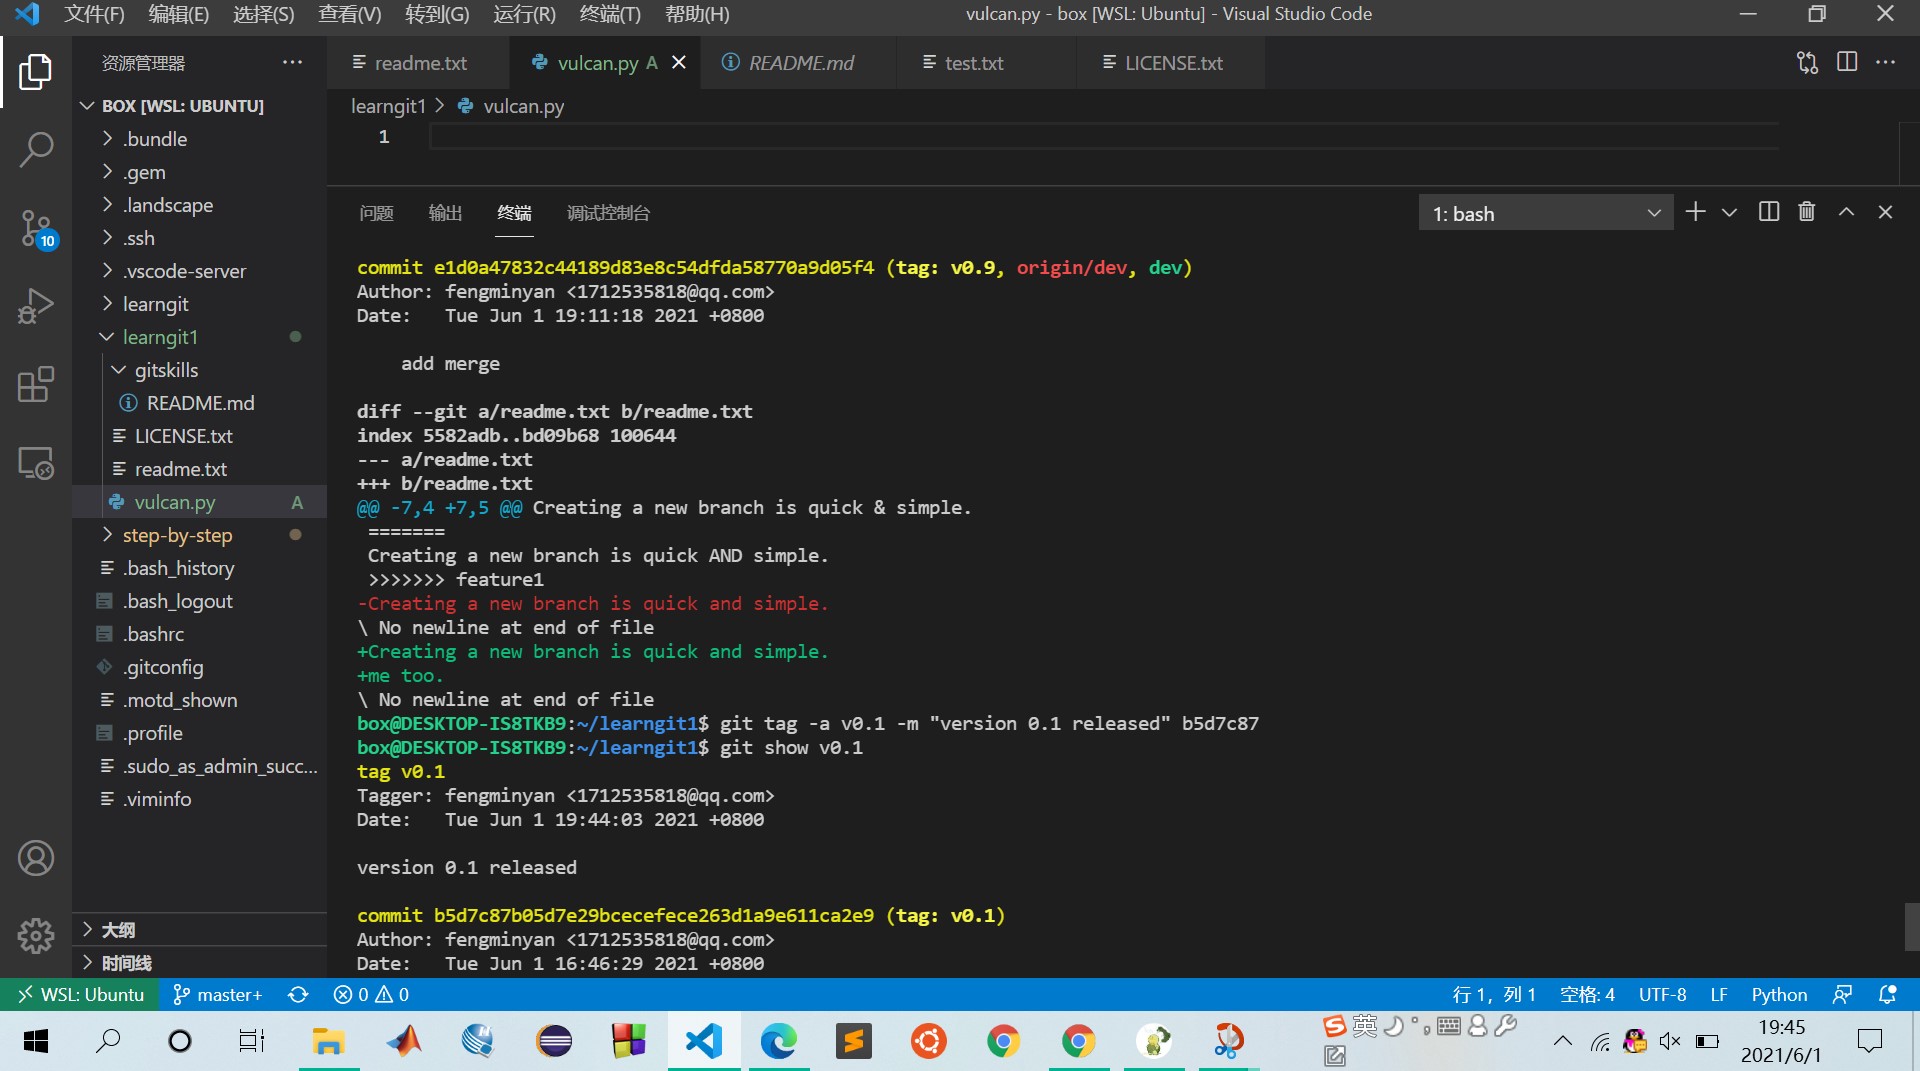 文件(F) 编辑(E) 选择(S) 查看(V) 转到(G) 运行(R) 终端(T) 帮助(H) vulcan.py - box [WSL: Ubuntu] - Visual Studio Code
资源管理器
readme.txt vulcan.py A README.md test.txt LICENSE.txt
BOX [WSL: UBUNTU]
.bundle
.gem
.landscape
.ssh
.vscode-server
learngit
learngit1
gitskills
README.md
LICENSE.txt
readme.txt
vulcan.py A
step-by-step
.bash_history
.bash_logout
.bashrc
.gitconfig
.motd_shown
.profile
.sudo_as_admin_succ...
.viminfo
大纲
时间线
10
learngit1 > vulcan.py
1
问题 输出 终端 调试控制台 1: bash
commit e1d0a47832c44189d83e8c54dfda58770a9d05f4 (tag: v0.9, origin/dev, dev)
Author: fengminyan <1712535818@qq.com>
Date:   Tue Jun 1 19:11:18 2021 +0800
    add merge
diff --git a/readme.txt b/readme.txt
index 5582adb..bd09b68 100644
--- a/readme.txt
+++ b/readme.txt
@@ -7,4 +7,5 @@ Creating a new branch is quick & simple.
 =======
 Creating a new branch is quick AND simple.
 >>>>>>> feature1
-Creating a new branch is quick and simple.
\ No newline at end of file
+Creating a new branch is quick and simple.
+me too.
\ No newline at end of file
box@DESKTOP-IS8TKB9:~/learngit1$ git tag -a v0.1 -m "version 0.1 released" b5d7c87
box@DESKTOP-IS8TKB9:~/learngit1$ git show v0.1
tag v0.1
Tagger: fengminyan <1712535818@qq.com>
Date:   Tue Jun 1 19:44:03 2021 +0800
version 0.1 released
commit b5d7c87b05d7e29bcecefece263d1a9e611ca2e9 (tag: v0.1)
Author: fengminyan <1712535818@qq.com>
Date:   Tue Jun 1 16:46:29 2021 +0800
WSL: Ubuntu master+ 0 0 行 1，列 1 空格: 4 UTF-8 LF Python
英
19:45
2021/6/1